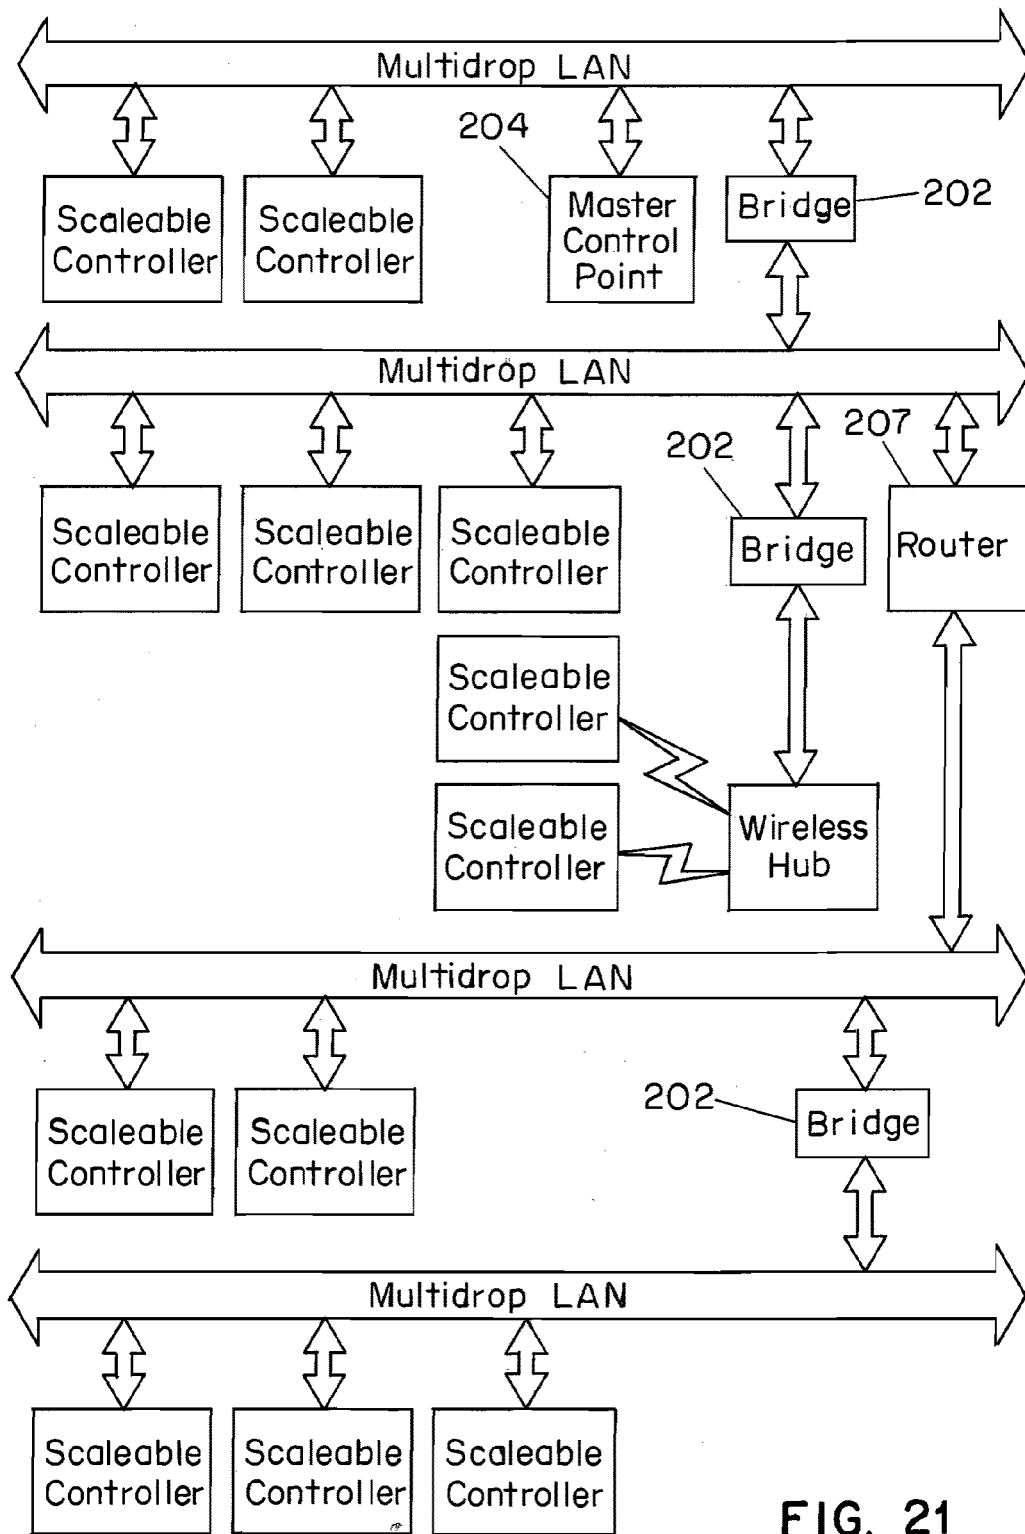 Multidrop LAN
204
Scaleable
Controller
Scaleable
Controller
Master
Control
Point
Bridge
202
Multidrop LAN
202
207
Scaleable
Controller
Scaleable
Controller
Scaleable
Controller
Bridge
Router
Scaleable
Controller
Scaleable
Controller
Wireless
Hub
Multidrop LAN
Scaleable
Controller
Scaleable
Controller
202
Bridge
Multidrop LAN
Scaleable
Controller
Scaleable
Controller
Scaleable
Controller
FIG. 21